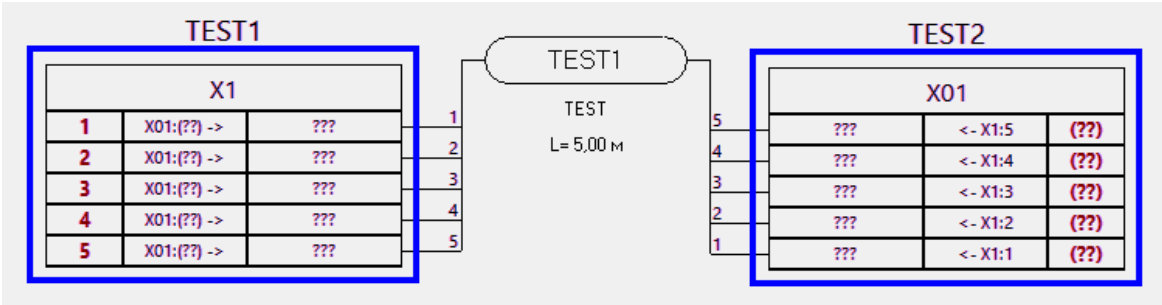 TEST1
TEST1
TEST2
X1
TEST
X01
1 X01:(??) -> ??? 1
2 X01:(??) -> ??? 2
3 X01:(??) -> ??? 3
4 X01:(??) -> ??? 4
5 X01:(??) -> ??? 5
L= 5,00 м
5 ??? <- X1:5 (??)
4 ??? <- X1:4 (??)
3 ??? <- X1:3 (??)
2 ??? <- X1:2 (??)
1 ??? <- X1:1 (??)